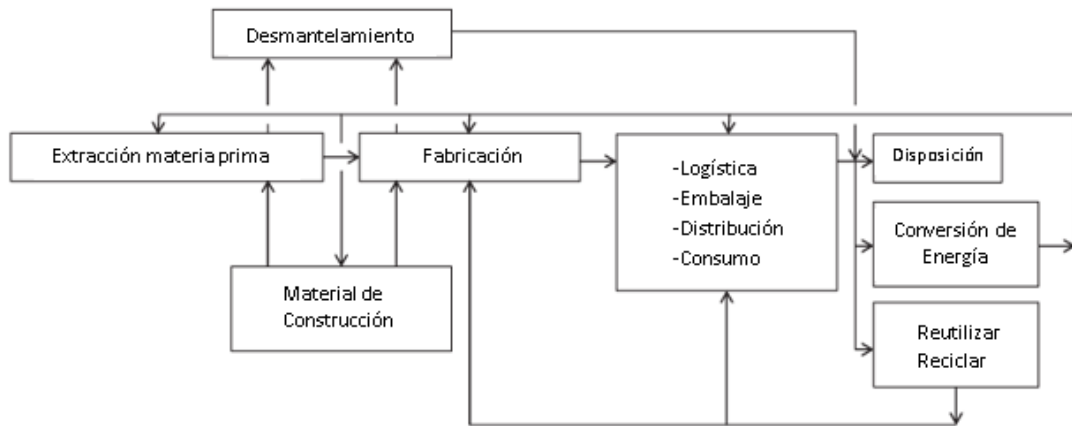 Desmantelamiento
Extracción materia prima
Fabricación
-Logística
-Embalaje
-Distribución
-Consumo
Disposición
Conversión de
Energía
Material de
Construcción
Reutilizar
Reciclar